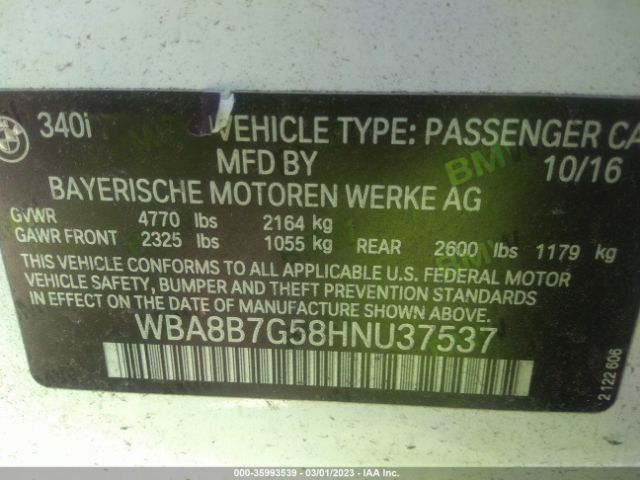 340i VEHICLE TYPE: PASSENGER CA
MFD BY 10/16
BAYERISCHE MOTOREN WERKE AG
GVWR 4770 lbs 2164 kg
GAWR FRONT 2325 lbs 1055 kg REAR 2600 lbs 1179 kg
THIS VEHICLE CONFORMS TO ALL APPLICABLE U.S. FEDERAL MOTOR
VEHICLE SAFETY, BUMPER AND THEFT PREVENTION STANDARDS
IN EFFECT ON THE DATE OF MANUFACTURE SHOWN ABOVE.
WBA8B7G58HNU37537
2 122 606
BMW
000-35993539 - 03/01/2023 - IAA Inc.